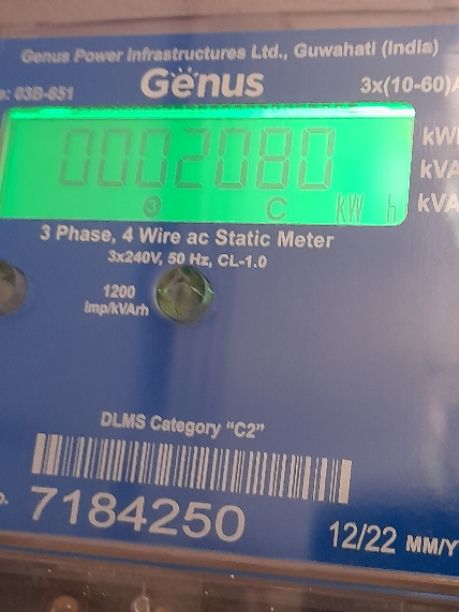 Genus Power Infrastructures Ltd., Guwahati (India)
03B-651
Genus
3x(10-60)A
0002080
kW
kVA
kVA
3 C kW h
3 Phase, 4 Wire ac Static Meter
3x240V, 50 Hz, CL-1.0
1200
imp/kVArh
DLMS Category "C2"
7184250
12/22 MM/Y